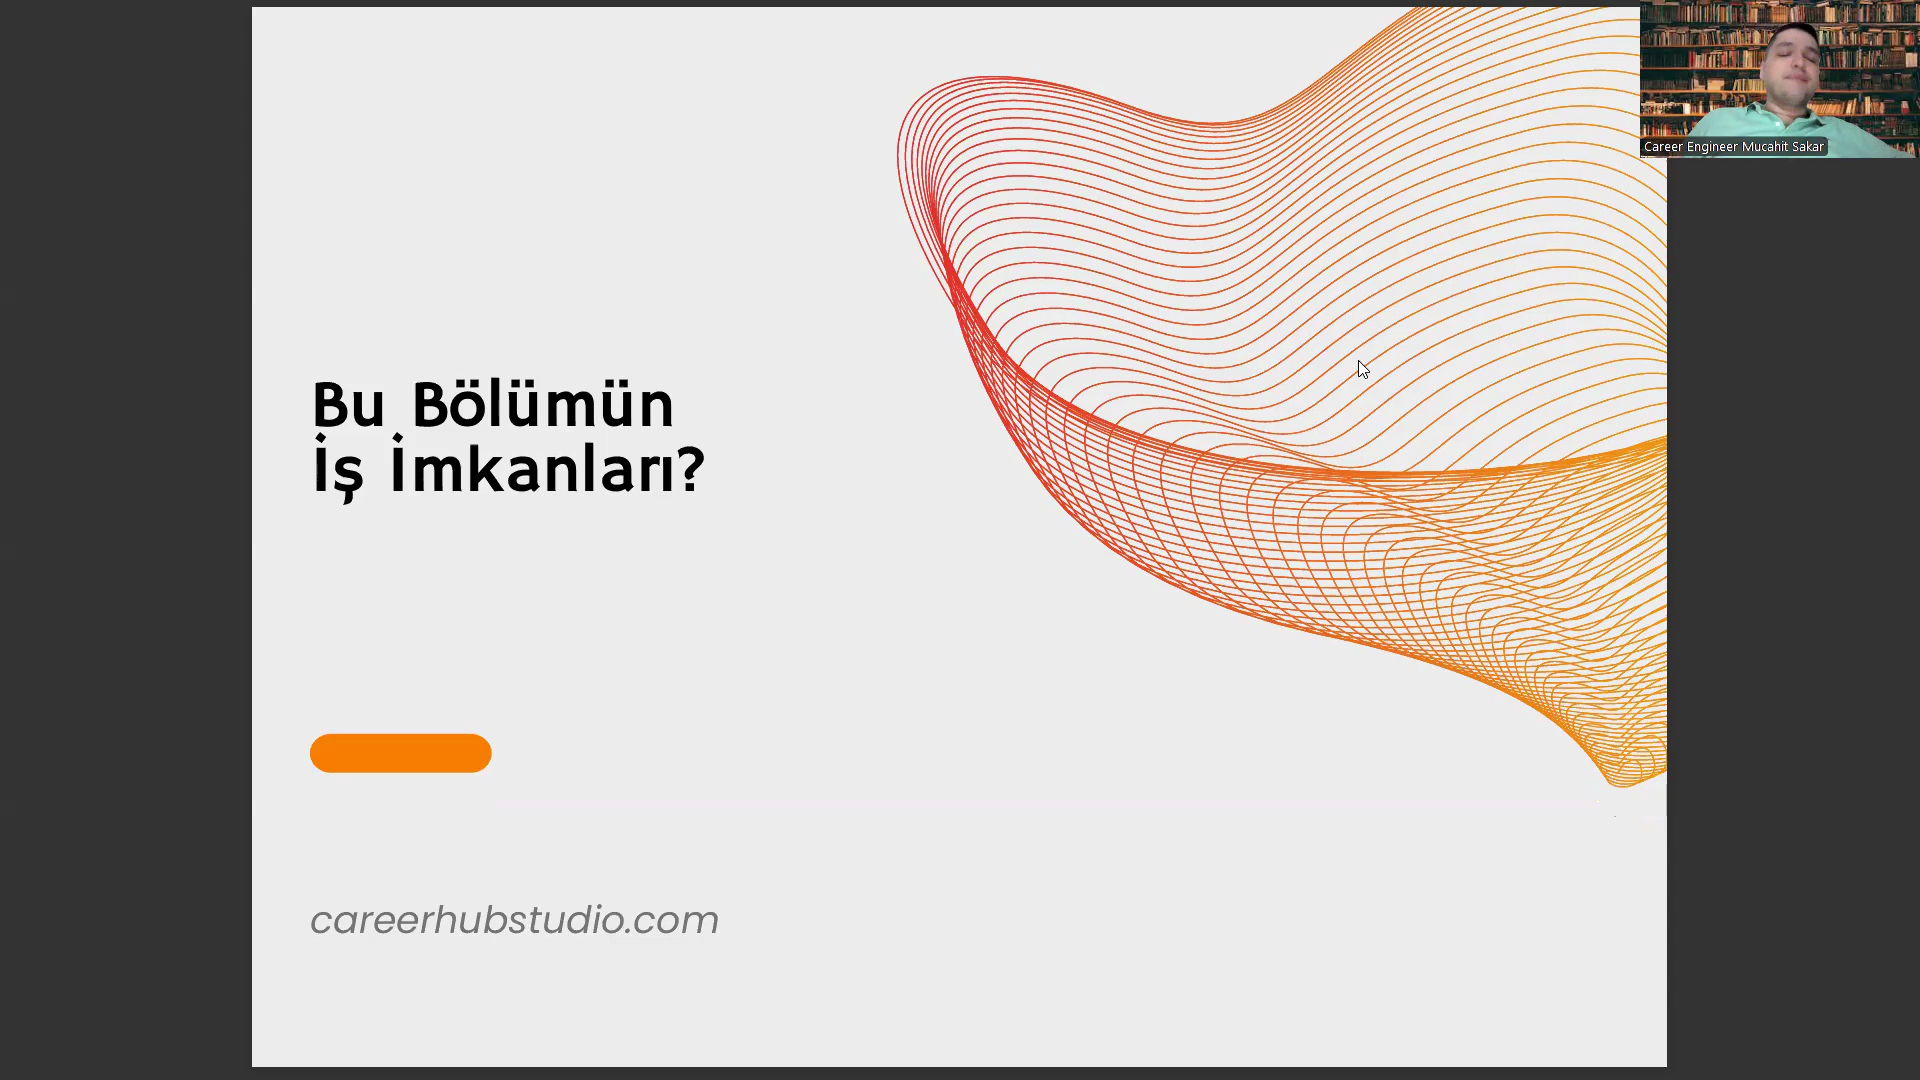 Career Engineer Mucahit Sakar
Bu Bölümün
İş İmkanları?
careerhubstudio.com